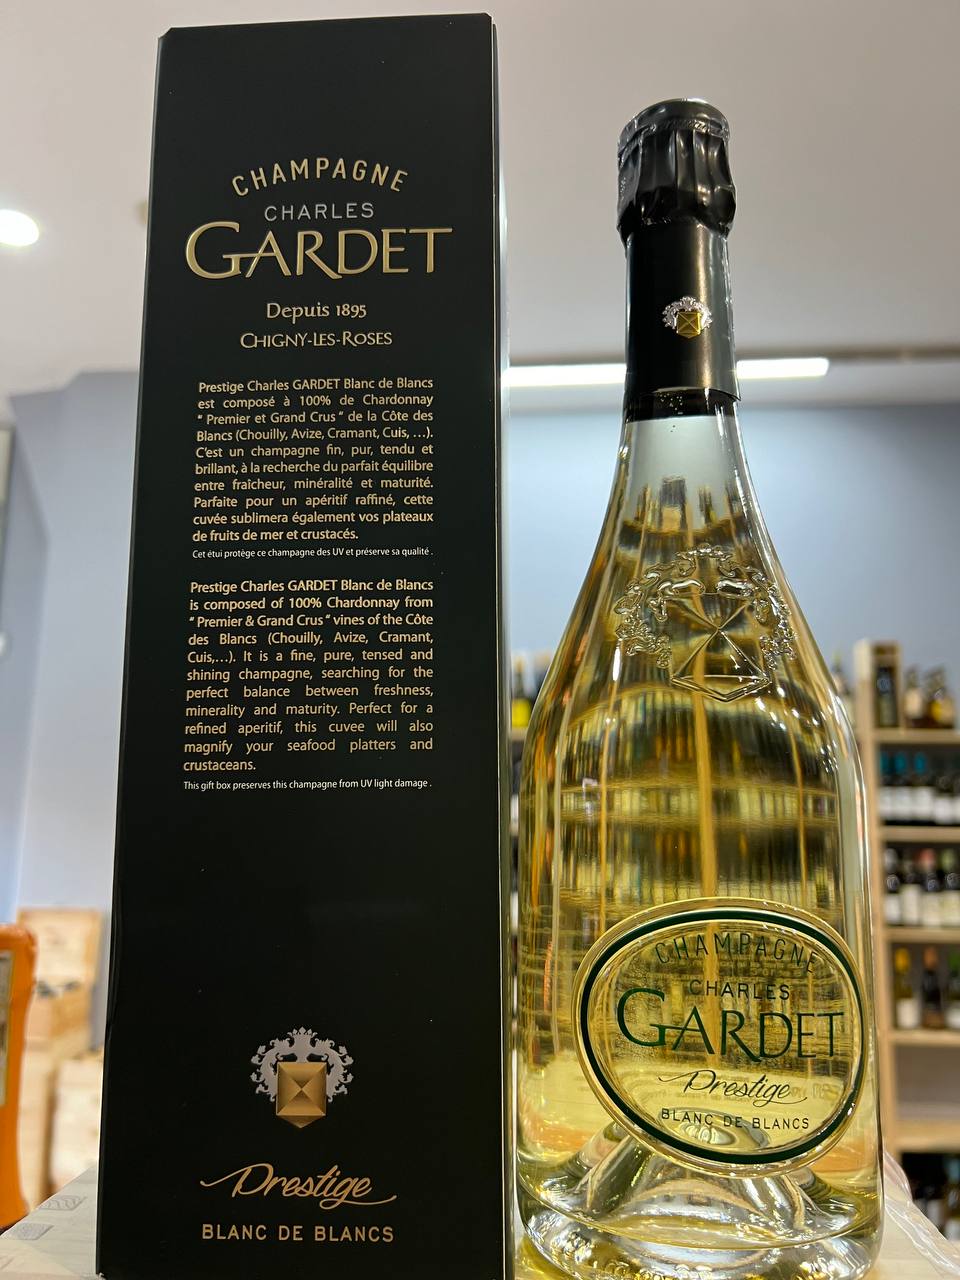 CHAMPAGNE
CHARLES
GARDET
Depuis 1895
CHIGNY-LES-ROSES
Prestige Charles GARDET Blanc de Blancs
est composé à 100% de Chardonnay
“ Premier et Grand Crus “ de la Côte des
Blancs (Chouilly, Avize, Cramant, Cuis, …).
C'est un champagne fin, pur, tendu et
brillant, à la recherche du parfait équilibre
entre fraîcheur, minéralité et maturité.
Parfaite pour un apéritif raffiné, cette
cuvée sublimera également vos plateaux
de fruits de mer et crustacés.
Cet étui protège ce champagne des UV et préserve sa qualité .
Prestige Charles GARDET Blanc de Blancs
is composed of 100% Chardonnay from
“ Premier & Grand Crus “ vines of the Côte
des Blancs (Chouilly, Avize, Cramant,
Cuis,…). It is a fine, pure, tensed and
shining champagne, searching for the
perfect balance between freshness,
minerality and maturity. Perfect for a
refined aperitif, this cuvee will also
magnify your seafood platters and
crustaceans.
This gift box preserves this champagne from UV light damage .
Prestige
BLANC DE BLANCS
CHAMPAGNE
CHARLES
GARDET
Prestige
BLANC DE BLANCS